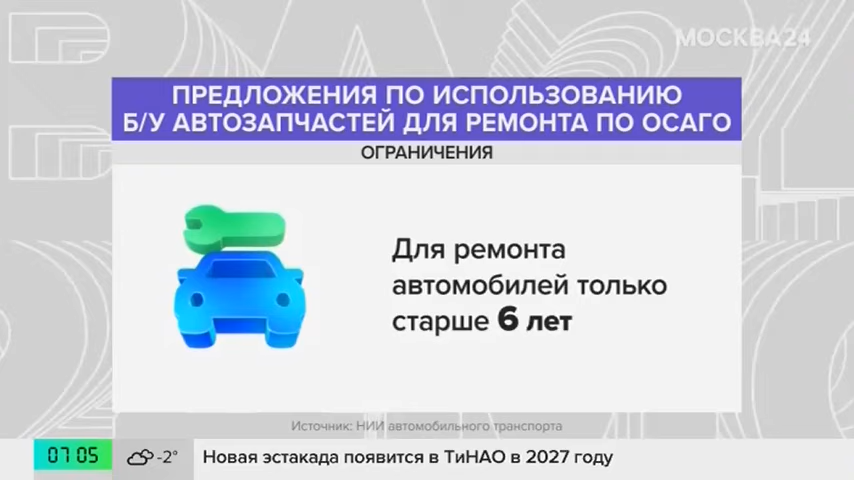 МОСКВА24
ПРЕДЛОЖЕНИЯ ПО ИСПОЛЬЗОВАНИЮ
Б/У АВТОЗАПЧАСТЕЙ ДЛЯ РЕМОНТА ПО ОСАГО
ОГРАНИЧЕНИЯ
Для ремонта
автомобилей только
старше 6 лет
Источник: НИИ автомобильного транспорта
07 05 -2° Новая эстакада появится в ТиНАО в 2027 году